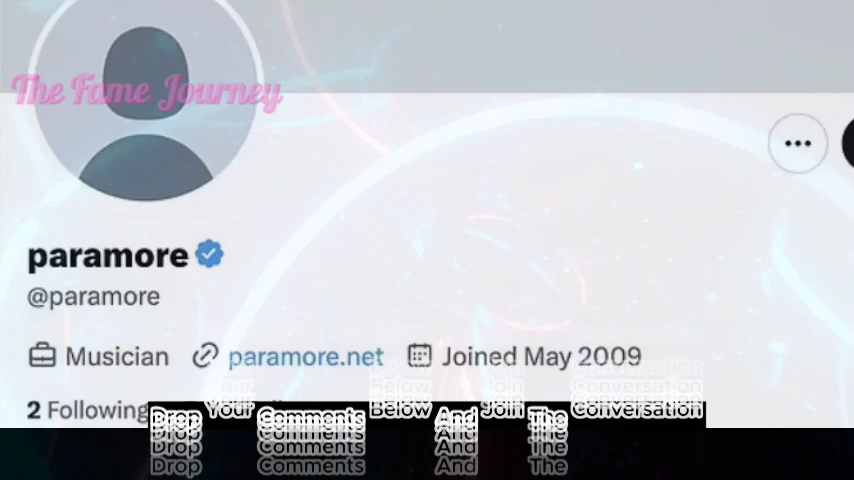 The Fame Journey
paramore
@paramore
Musician paramore.net Joined May 2009
2 Following
Drop Your Comments Below And Join The Conversation